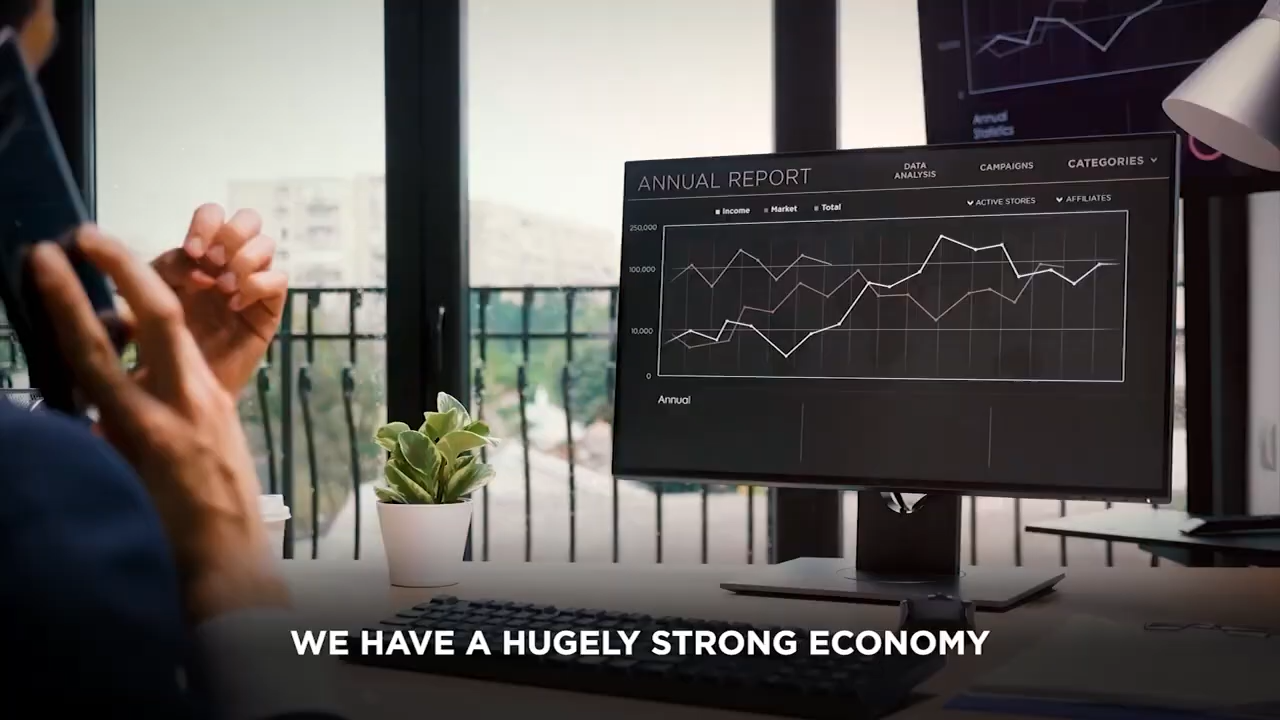 Annual
Statistics
ANNUAL REPORT
DATA
ANALYSIS
CAMPAIGNS
CATEGORIES
Income
Market
Total
ACTIVE STORES
AFFILIATES
250,000
100,000
10,000
0
Annual
WE HAVE A HUGELY STRONG ECONOMY